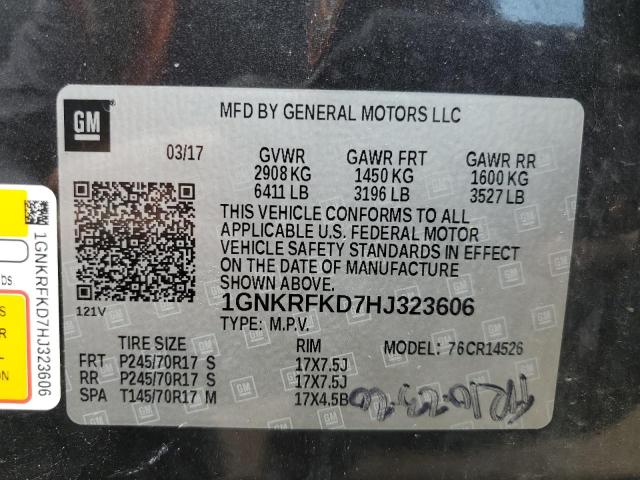 GM
MFD BY GENERAL MOTORS LLC
03/17 GVWR GAWR FRT GAWR RR
2908 KG 1450 KG 1600 KG
6411 LB 3196 LB 3527 LB
THIS VEHICLE CONFORMS TO ALL
APPLICABLE U.S. FEDERAL MOTOR
VEHICLE SAFETY STANDARDS IN EFFECT
ON THE DATE OF MANUFACTURE
SHOWN ABOVE.
121V 1GNKRFKD7HJ323606
TYPE: M.P.V. MODEL: 76CR14526
TIRE SIZE RIM
FRT P245/70R17 S 17X7.5J
RR P245/70R17 S 17X7.5J
SPA T145/70R17 M 17X4.5B
1GNKRFKD7HJ323606